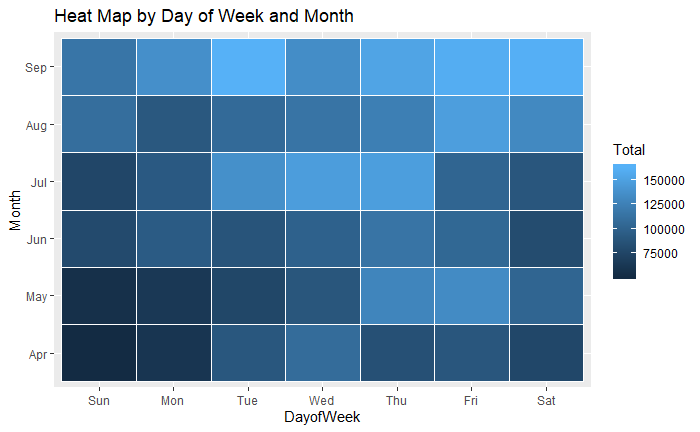 Heat Map by Day of Week and Month
Month
Sep
Aug
Jul
Jun
May
Apr
Sun Mon Tue Wed Thu Fri Sat
DayofWeek
Total
150000
125000
100000
75000